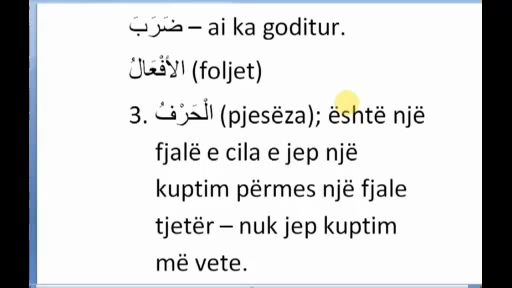 ضَرَبَ – ai ka goditur.
الأَفْعَالُ (foljet)
3. الْحَرْفُ (pjesëza); është një
fjalë e cila e jep një
kuptim përmes një fjale
tjetër – nuk jep kuptim
më vete.